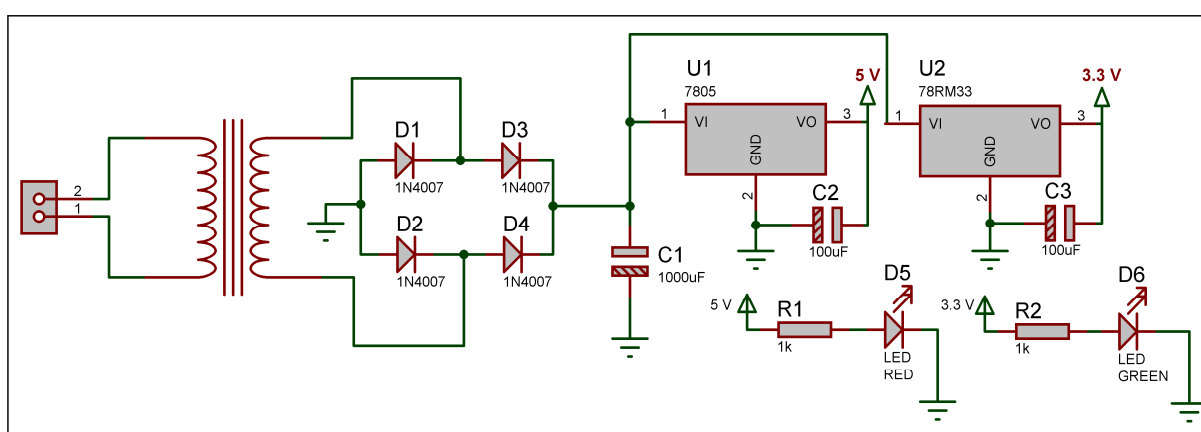 2
1
D1
1N4007
D3
1N4007
D2
1N4007
D4
1N4007
C1
1000uF
U1
7805
1
VI
VO
3
GND
2
5 V
C2
100uF
U2
78RM33
1
VI
VO
3
GND
2
3.3 V
C3
100uF
5 V
R1
1k
D5
LED
RED
3.3 V
R2
1k
D6
LED
GREEN